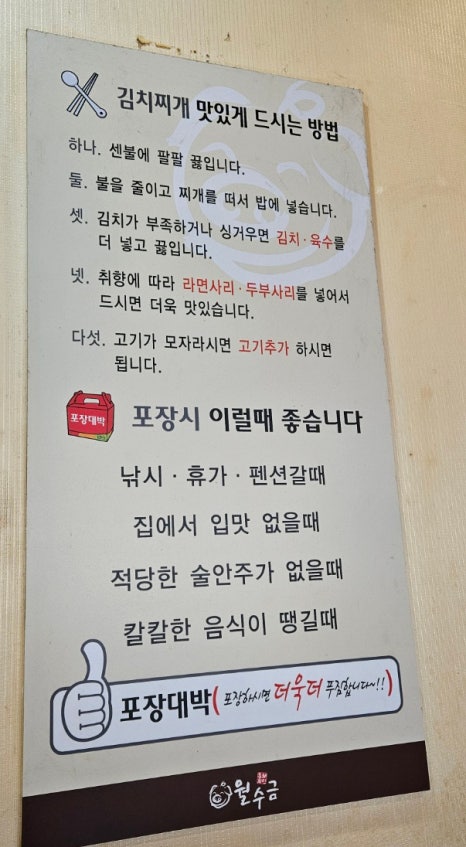 김치찌개 맛있게 드시는 방법
하나. 센불에 팔팔 끓입니다.
둘. 불을 줄이고 찌개를 떠서 밥에 넣습니다.
셋. 김치가 부족하거나 싱거우면 김치·육수를
더 넣고 끓입니다.
넷. 취향에 따라 라면사리·두부사리를 넣어서
드시면 더욱 맛있습니다.
다섯. 고기가 모자라시면 고기추가 하시면
됩니다.
포장대박
포장시 이럴때 좋습니다
낚시·휴가·펜션갈때
집에서 입맛 없을때
적당한 술안주가 없을때
칼칼한 음식이 땡길때
포장대박(포장하시면 더욱더 푸짐합니다~!!)
월수금